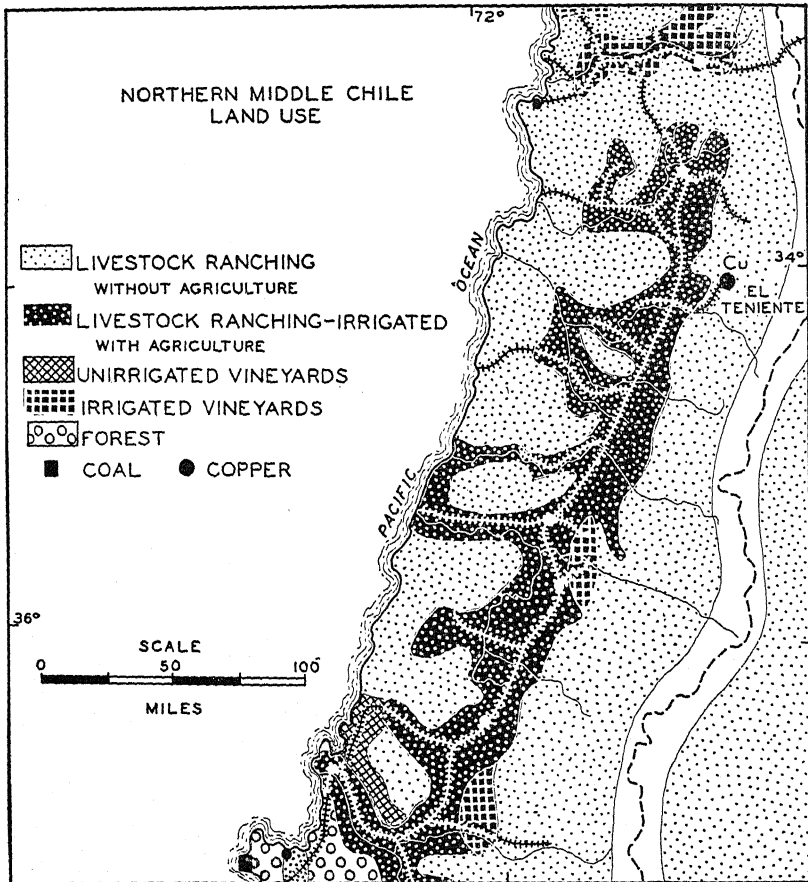 72°
NORTHERN MIDDLE CHILE
LAND USE
OCEAN
34°
LIVESTOCK RANCHING
WITHOUT AGRICULTURE
Cu
EL
TENIENTE
LIVESTOCK RANCHING-IRRIGATED
WITH AGRICULTURE
UNIRRIGATED VINEYARDS
IRRIGATED VINEYARDS
FOREST
COAL COPPER
PACIFIC
36°
SCALE
0 50 100
MILES